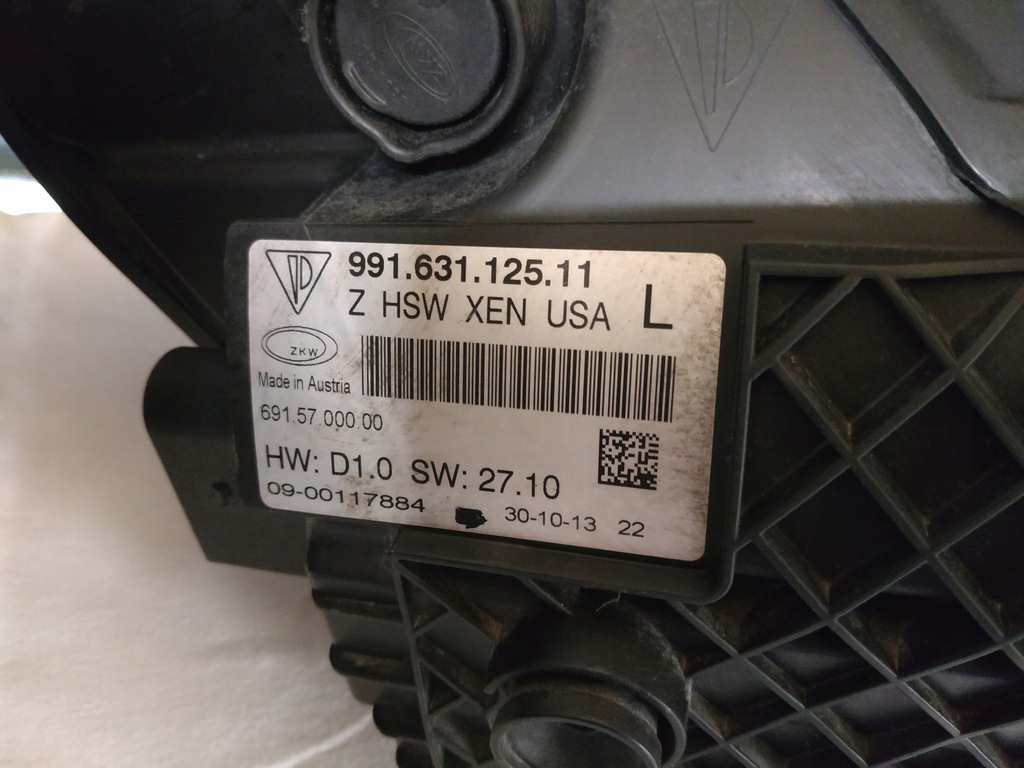 ZKW
991.631.125.11
Z HSW XEN USA L
ZKW
Made in Austria
691.57.000.00
HW: D1.0 SW: 27.10
09-00117884 30-10-13 22